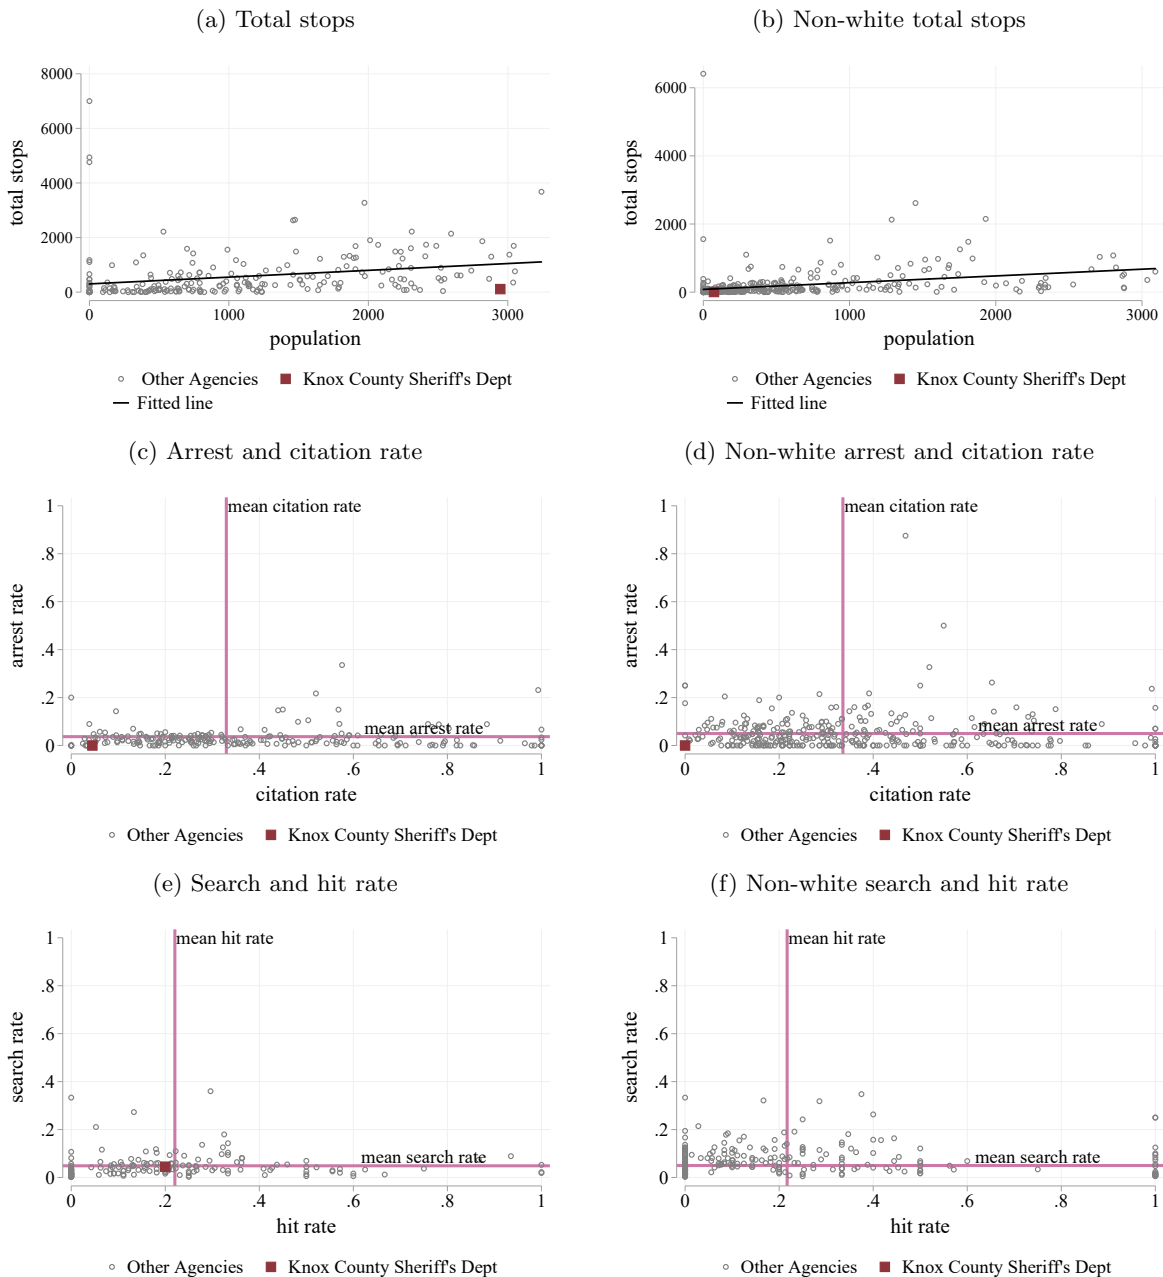 (a) Total stops
total stops
8000
6000
4000
2000
0
0 1000 2000 3000
population
Other Agencies Knox County Sheriff's Dept
Fitted line
(b) Non-white total stops
total stops
6000
4000
2000
0
0 1000 2000 3000
population
Other Agencies Knox County Sheriff's Dept
Fitted line
(c) Arrest and citation rate
arrest rate
1
.8
.6
.4
.2
0
mean citation rate
mean arrest rate
0 .2 .4 .6 .8 1
citation rate
Other Agencies Knox County Sheriff's Dept
(d) Non-white arrest and citation rate
arrest rate
1
.8
.6
.4
.2
0
mean citation rate
mean arrest rate
0 .2 .4 .6 .8 1
citation rate
Other Agencies Knox County Sheriff's Dept
(e) Search and hit rate
search rate
1
.8
.6
.4
.2
0
mean hit rate
mean search rate
0 .2 .4 .6 .8 1
hit rate
Other Agencies Knox County Sheriff's Dept
(f) Non-white search and hit rate
search rate
1
.8
.6
.4
.2
0
mean hit rate
mean search rate
0 .2 .4 .6 .8 1
hit rate
Other Agencies Knox County Sheriff's Dept